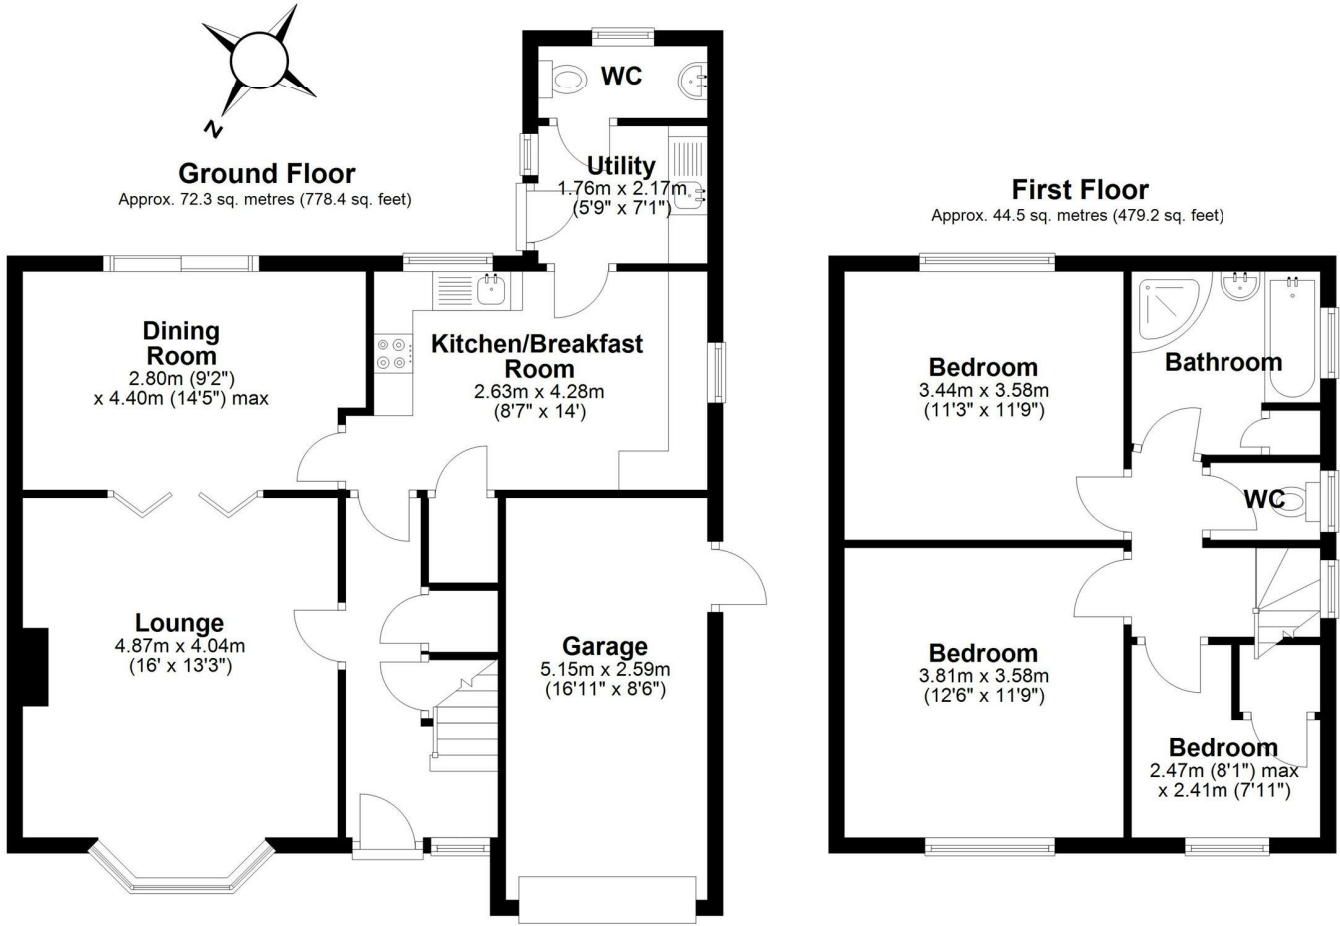 N
Ground Floor
Approx. 72.3 sq. metres (778.4 sq. feet)
WC
Utility
1.76m x 2.17m
(5'9" x 7'1")
Dining
Room
2.80m (9'2")
x 4.40m (14'5") max
Kitchen/Breakfast
Room
2.63m x 4.28m
(8'7" x 14')
Lounge
4.87m x 4.04m
(16' x 13'3")
Garage
5.15m x 2.59m
(16'11" x 8'6")
First Floor
Approx. 44.5 sq. metres (479.2 sq. feet)
Bedroom
3.44m x 3.58m
(11'3" x 11'9")
Bathroom
WC
Bedroom
3.81m x 3.58m
(12'6" x 11'9")
Bedroom
2.47m (8'1") max
x 2.41m (7'11")